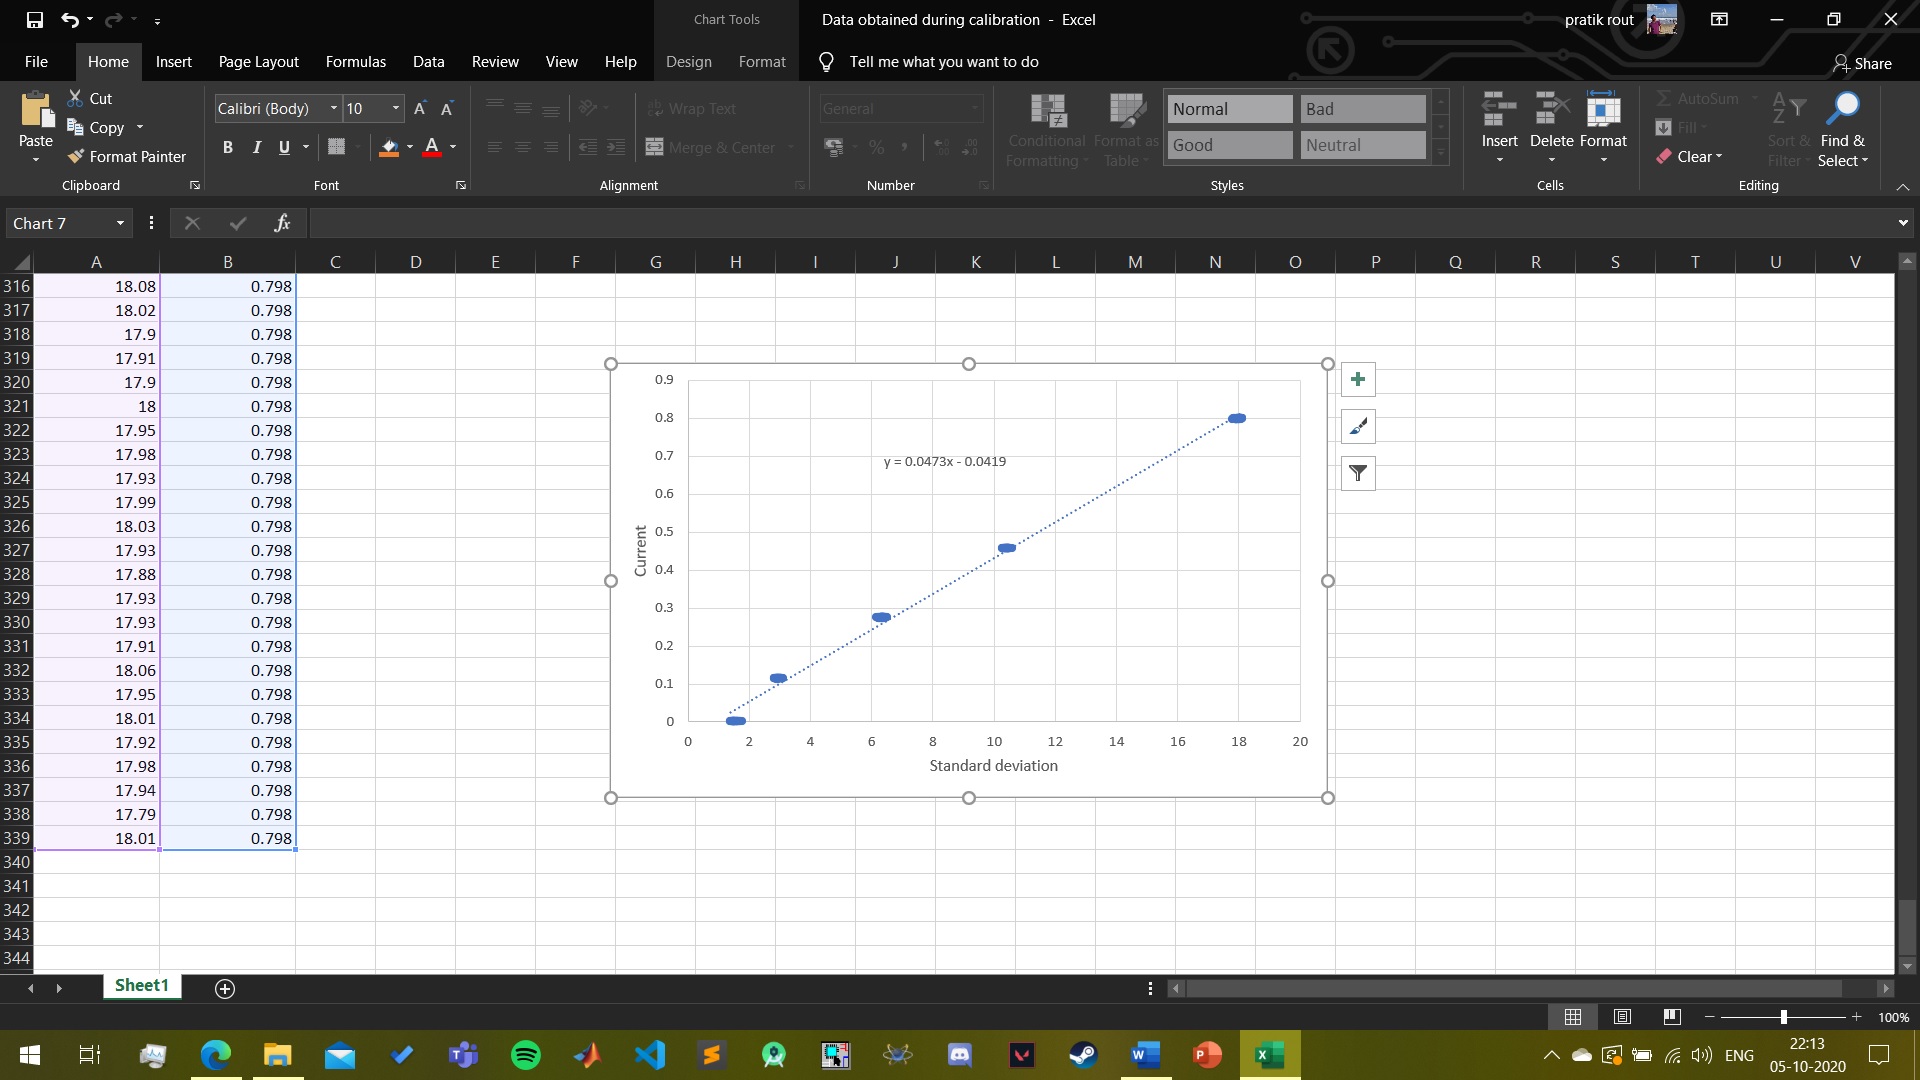 Chart Tools
Data obtained during calibration - Excel
pratik rout
File Home Insert Page Layout Formulas Data Review View Help Design Format Tell me what you want to do Share
Paste
Cut
Copy
Format Painter
Clipboard
Calibri (Body) 10
B I U
Font
Wrap Text
Merge & Center
Alignment
General
% ,
Number
Conditional Formatting
Format as Table
Normal Bad
Good Neutral
Styles
Insert Delete Format
Cells
AutoSum
Fill
Clear
Sort & Filter
Find & Select
Editing
Chart 7 fx
A B C D E F G H I J K L M N O P Q R S T U V
316 18.08 0.798
317 18.02 0.798
318 17.9 0.798
319 17.91 0.798
320 17.9 0.798
321 18 0.798
322 17.95 0.798
323 17.98 0.798
324 17.93 0.798
325 17.99 0.798
326 18.03 0.798
327 17.93 0.798
328 17.88 0.798
329 17.93 0.798
330 17.93 0.798
331 17.91 0.798
332 18.06 0.798
333 17.95 0.798
334 18.01 0.798
335 17.92 0.798
336 17.98 0.798
337 17.94 0.798
338 17.79 0.798
339 18.01 0.798
340
341
342
343
344
0.9
0.8
0.7
0.6
0.5
0.4
0.3
0.2
0.1
0
Current
y = 0.0473x - 0.0419
0 2 4 6 8 10 12 14 16 18 20
Standard deviation
Sheet1
100%
ENG
22:13
05-10-2020